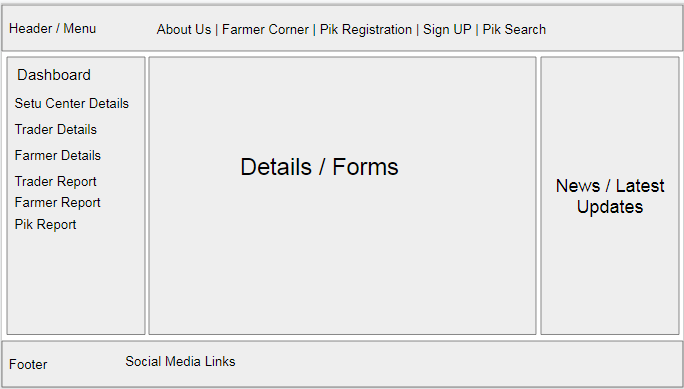 Header / Menu
About Us | Farmer Corner | Pik Registration | Sign UP | Pik Search
Dashboard
Setu Center Details
Trader Details
Farmer Details
Trader Report
Farmer Report
Pik Report
Details / Forms
News / Latest
Updates
Footer
Social Media Links